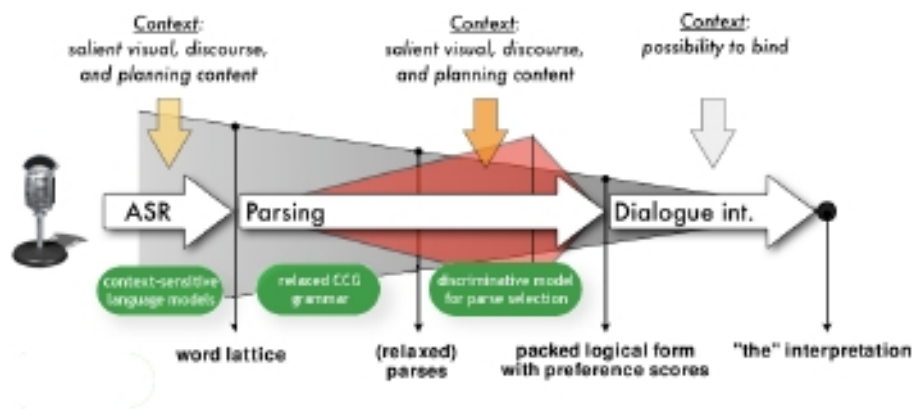 Context:
salient visual, discourse,
and planning content
Context:
salient visual, discourse,
and planning content
Context:
possibility to bind
ASR
Parsing
Dialogue int.
context-sensitive
language models
relaxed CCG
grammar
discriminative model
for parse selection
word lattice
(relaxed)
parses
packed logical form
with preference scores
"the" interpretation